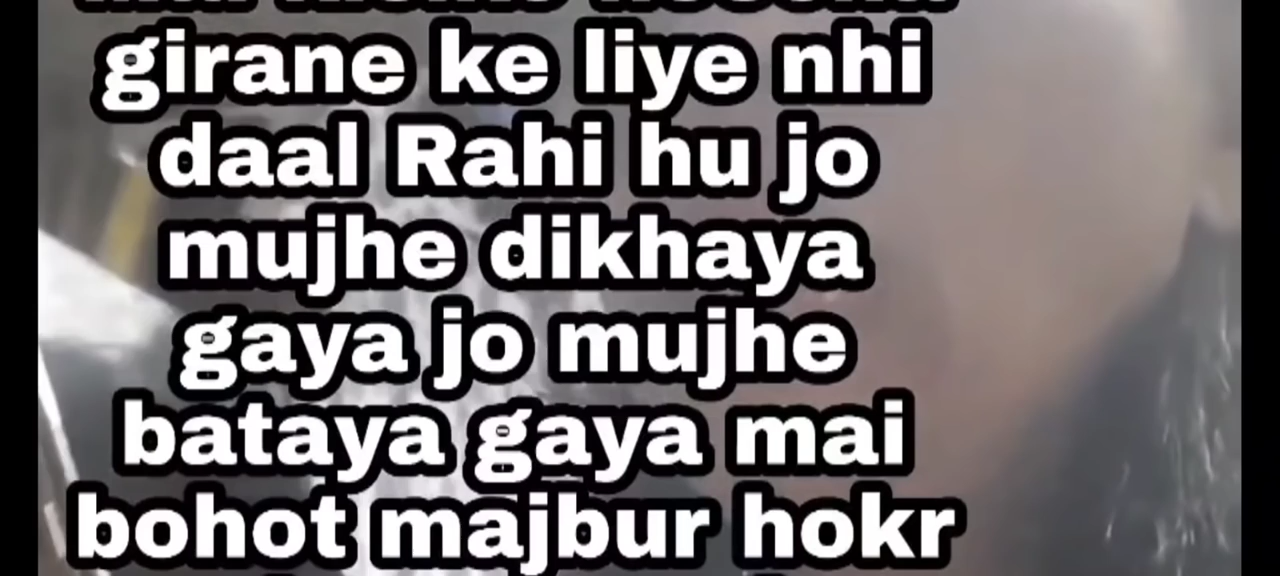 girane ke liye nhi
daal Rahi hu jo
mujhe dikhaya
gaya jo mujhe
bataya gaya mai
bohot majbur hokr